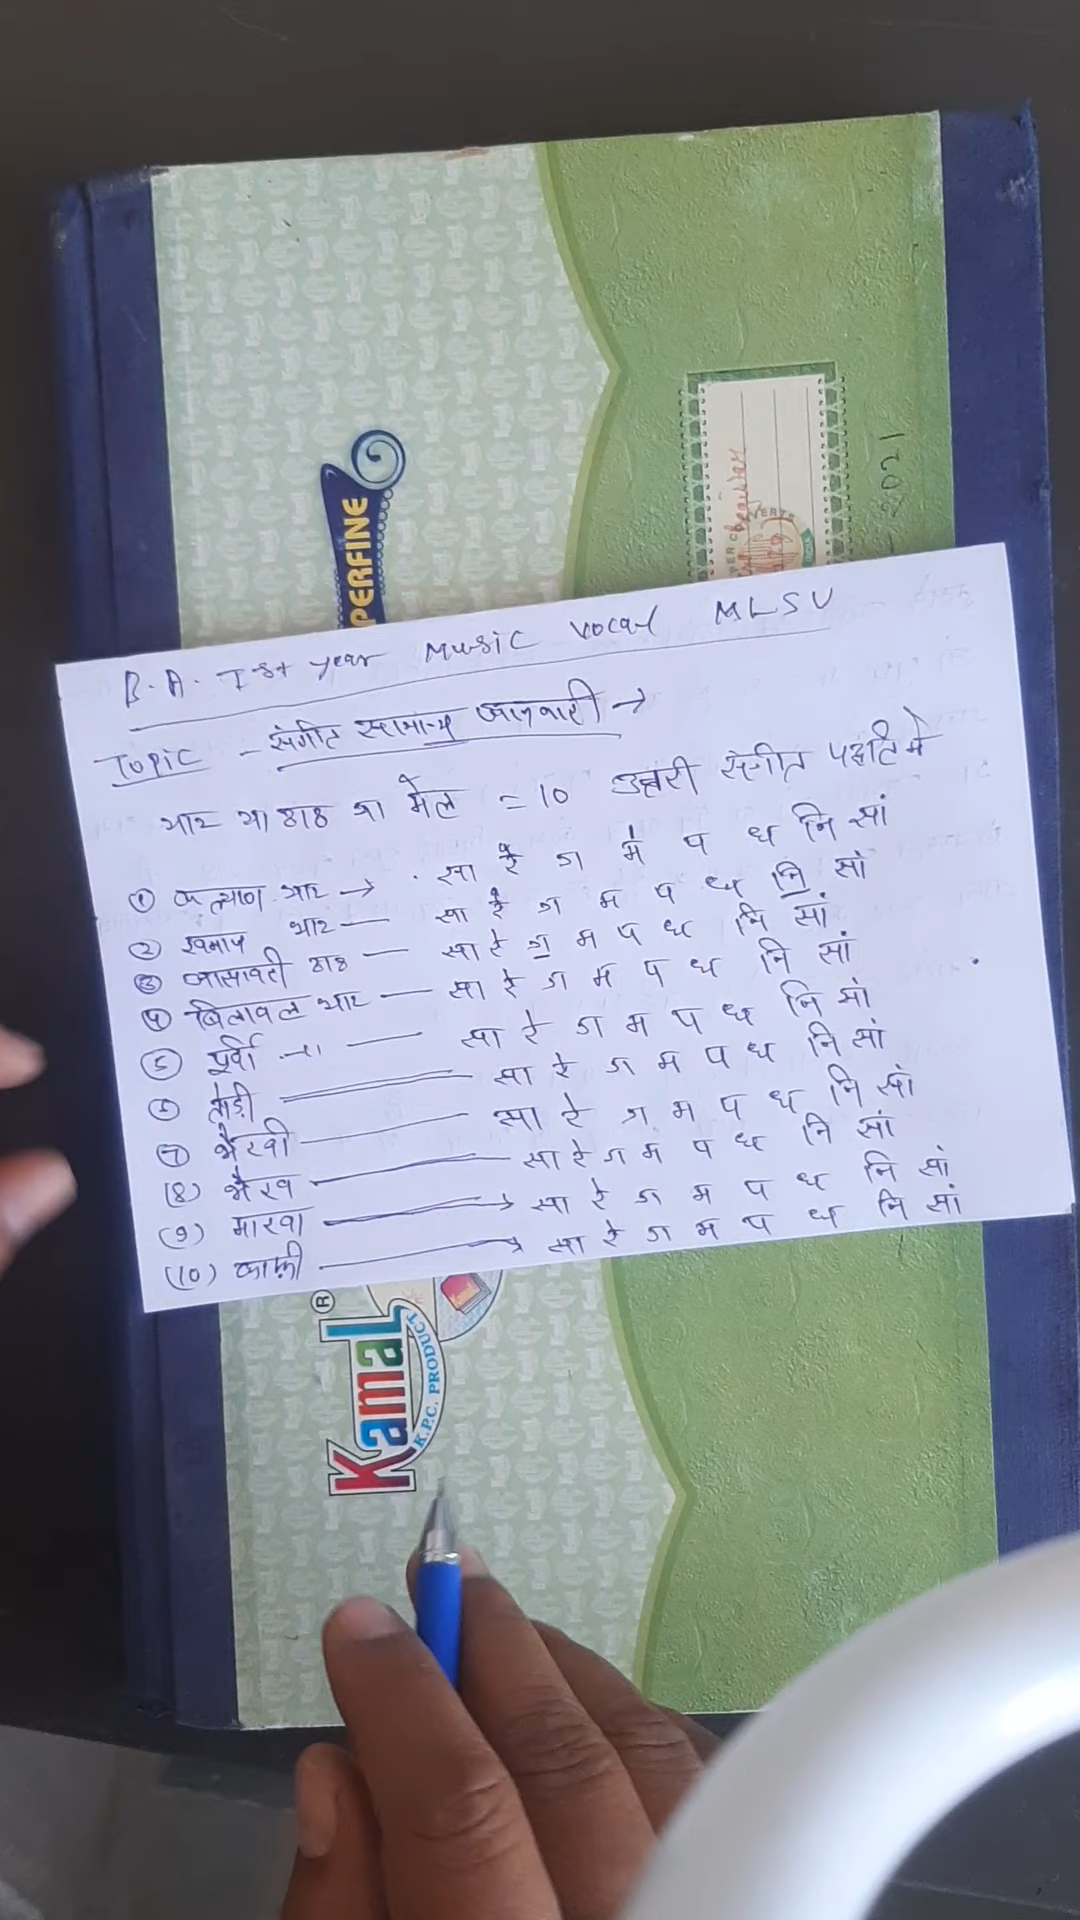 PERFINE
2021
B.A. Ist year Music Vocal MLSU
Topic - संगीत सामान्य जानकारी →
थाट या ठाठ या मेल = 10 उत्तरी संगीत पद्धति मे
① कल्याण थाट → सा रे ग मे प ध नि सां
② खमाज थाट — सा रे ग म प ध नि सां
③ आसावरी ठाठ — सा रे ग म प ध नि सां
④ बिलावल थाट — सा रे ग म प ध नि सां
⑤ पूर्वी -"- — सा रे ग म प ध नि सां
⑥ तोड़ी — सा रे ग म प ध नि सां
⑦ भैरवी — सा रे ग म प ध नि सां
(8) भैरव — सा रे ग म प ध नि सां
(9) मारवा → सा रे ग म प ध नि सां
(10) काफ़ी → सा रे ग म प ध नि सां
Kamal®
K.P.C. PRODUCT